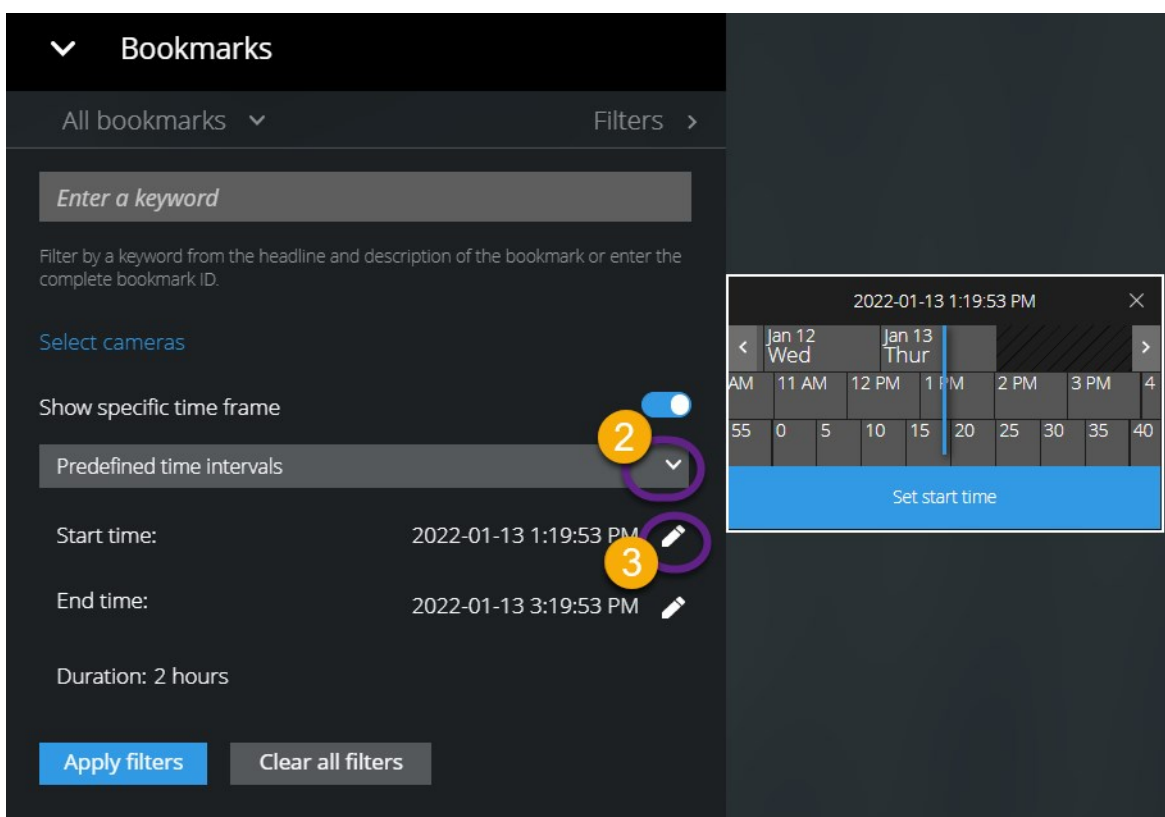 Bookmarks
All bookmarks
Filters
Enter a keyword
Filter by a keyword from the headline and description of the bookmark or enter the
complete bookmark ID.
Select cameras
Show specific time frame
2
Predefined time intervals
Start time: 2022-01-13 1:19:53 PM
3
End time: 2022-01-13 3:19:53 PM
Duration: 2 hours
Apply filters Clear all filters
2022-01-13 1:19:53 PM
Jan 12 Jan 13
Wed Thur
AM 11 AM 12 PM 1 PM 2 PM 3 PM 4
55 0 5 10 15 20 25 30 35 40
Set start time